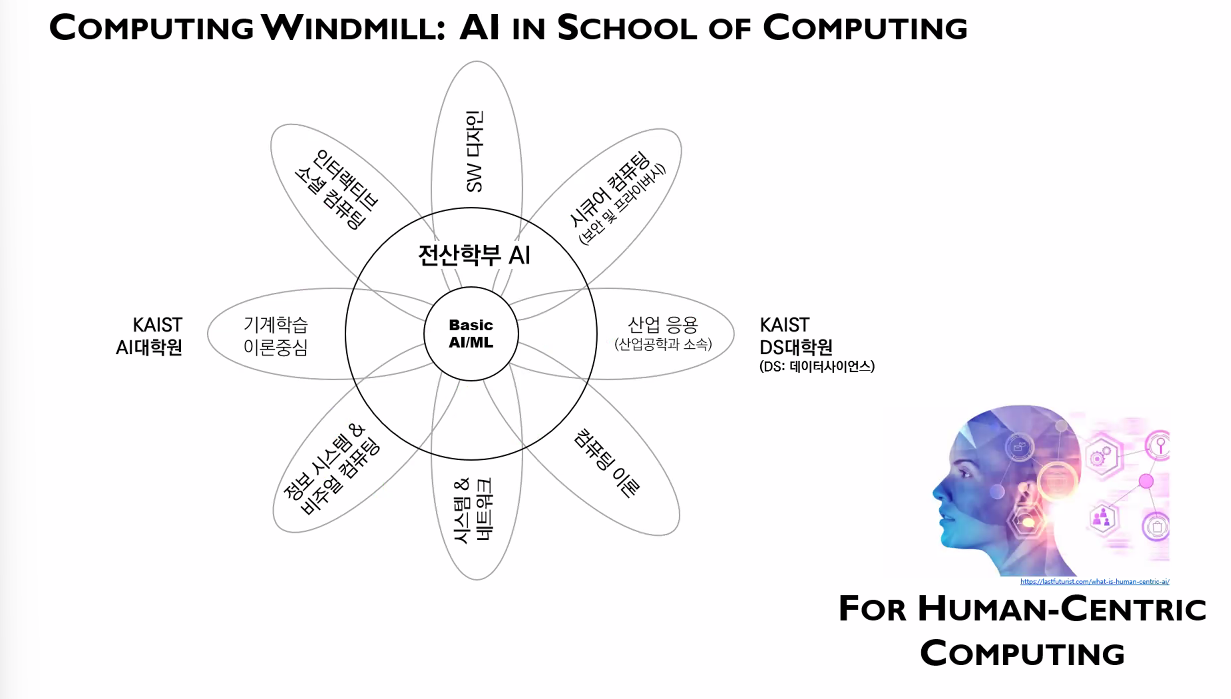 COMPUTING WINDMILL: AI IN SCHOOL OF COMPUTING
SW 디자인
인터랙티브
소셜 컴퓨팅
시큐어 컴퓨팅
(보안 및 프라이버시)
전산학부 AI
KAIST
AI대학원
기계학습
이론중심
Basic
AI/ML
산업 응용
(산업공학과 소속)
KAIST
DS대학원
(DS: 데이터사이언스)
정보 시스템 &
비주얼 컴퓨팅
시스템 &
네트워크
컴퓨팅 이론
https://lastfuturist.com/what-is-human-centric-ai/
FOR HUMAN-CENTRIC
COMPUTING